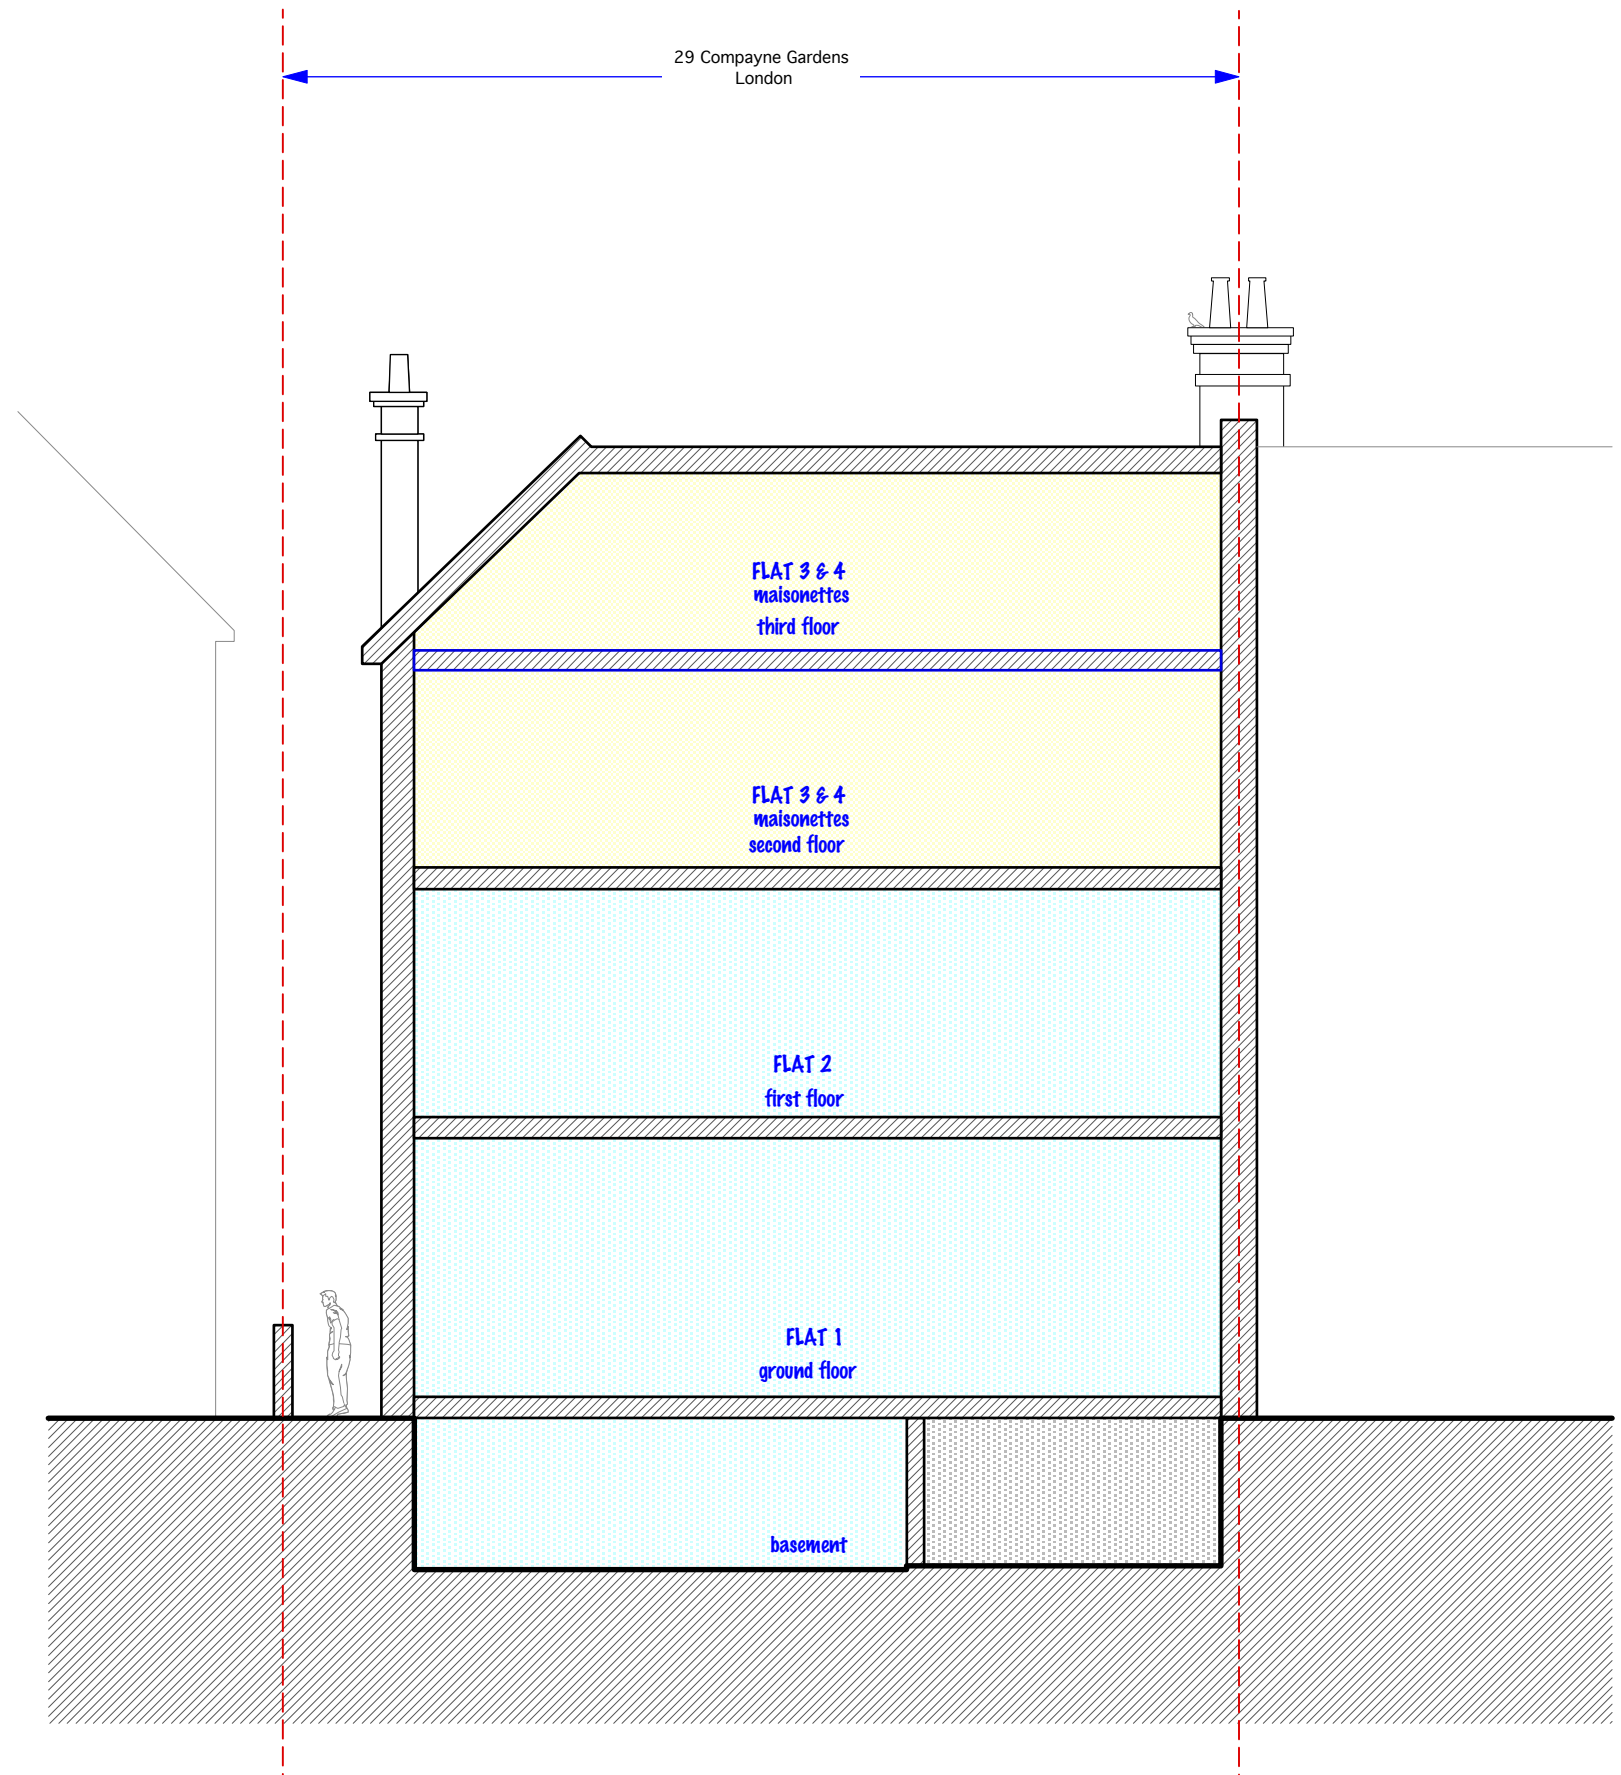 29 Compayne Gardens
London
FLAT 3 & 4
maisonettes
third floor
FLAT 3 & 4
maisonettes
second floor
FLAT 2
first floor
FLAT 1
ground floor
basement